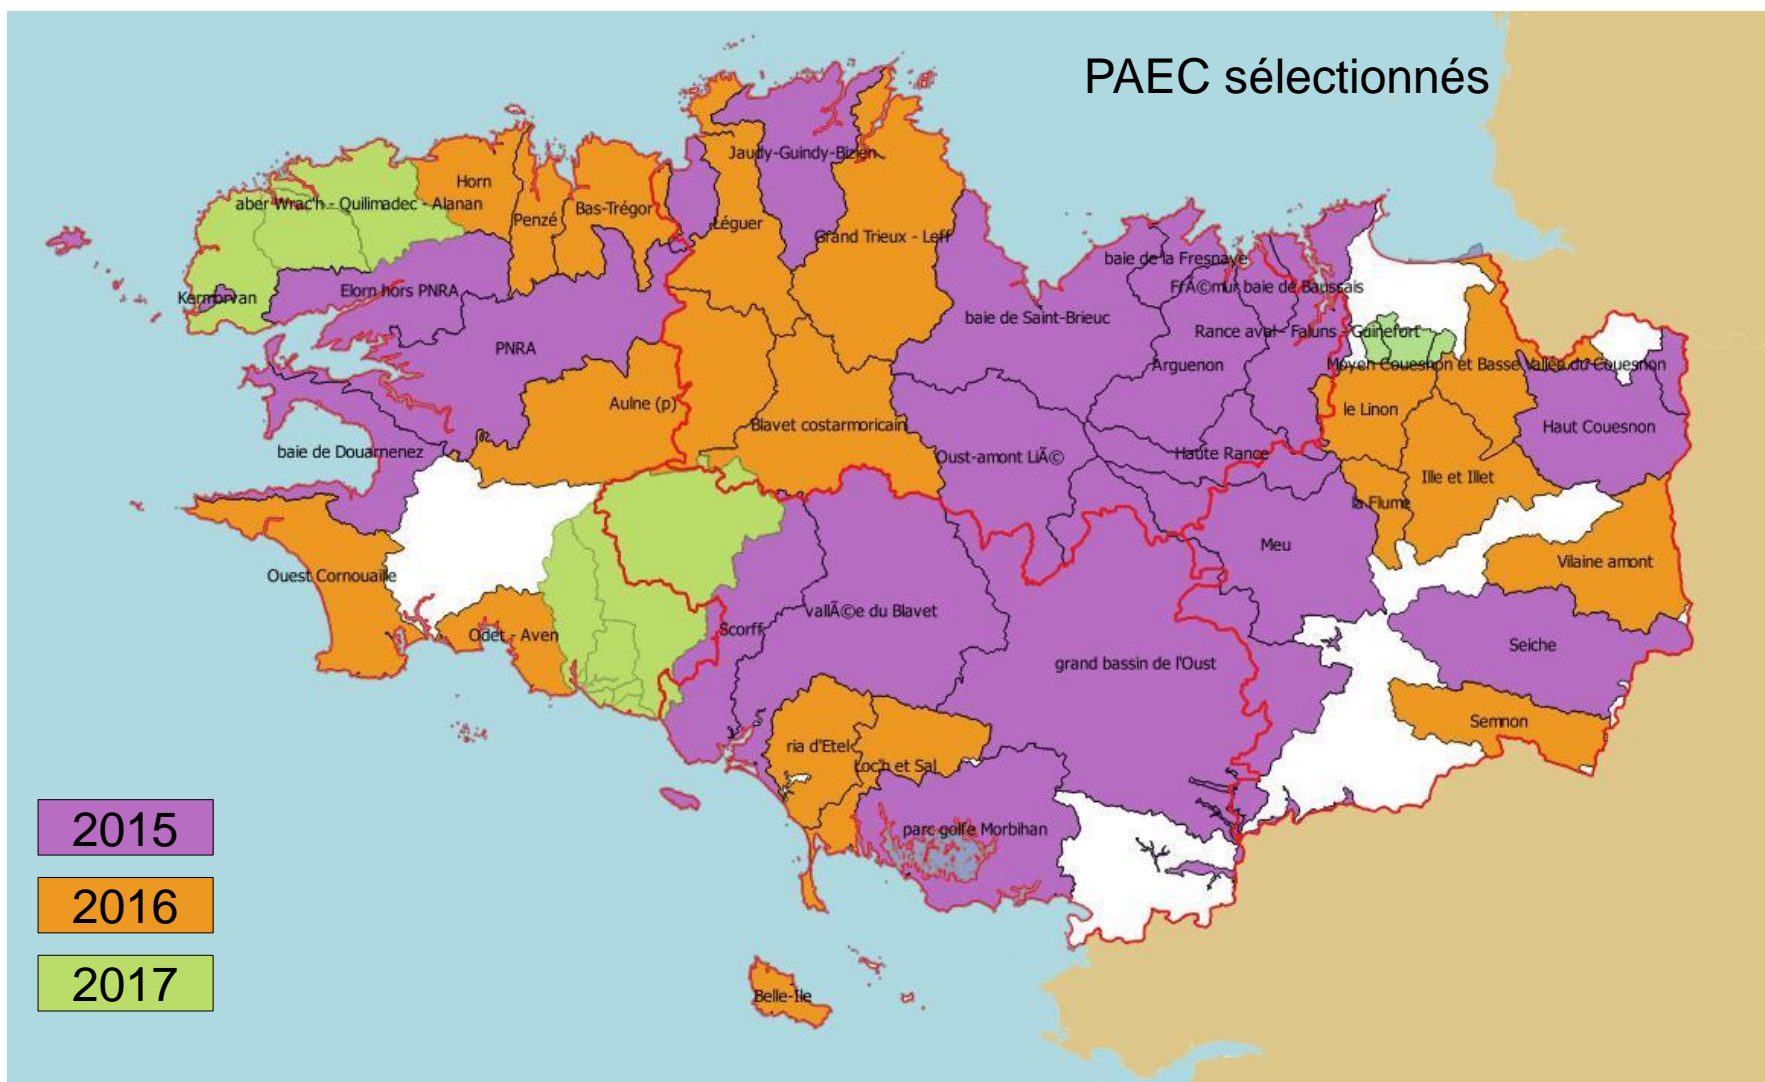 PAEC sélectionnés
Jaudy-Guindy-Bizien
Horn
aber Wrac'h - Quilimadec - Alanan
Penzé
Bas-Trégor
Léguer
Grand Trieux - Leff
baie de la Fresnaye
FrÃ©mur baie de Baussais
Kermorvan
Elorn hors PNRA
baie de Saint-Brieuc
Rance aval - Faluns - Guinefort
PNRA
Arguenon
Moyen Couesnon et Basse Vallée du Couesnon
Aulne (p)
le Linon
Blavet costarmoricain
Haut Couesnon
baie de Douarnenez
Oust-amont LiÃ©
Haute Rance
Ille et Illet
la Flume
Meu
Vilaine amont
Ouest Cornouaille
vallÃ©e du Blavet
Odet - Aven
Scorff
Seiche
grand bassin de l'Oust
Semnon
ria d'Etel
Loc'h et Sal
parc golfe Morbihan
2015
2016
2017
Belle-Ile